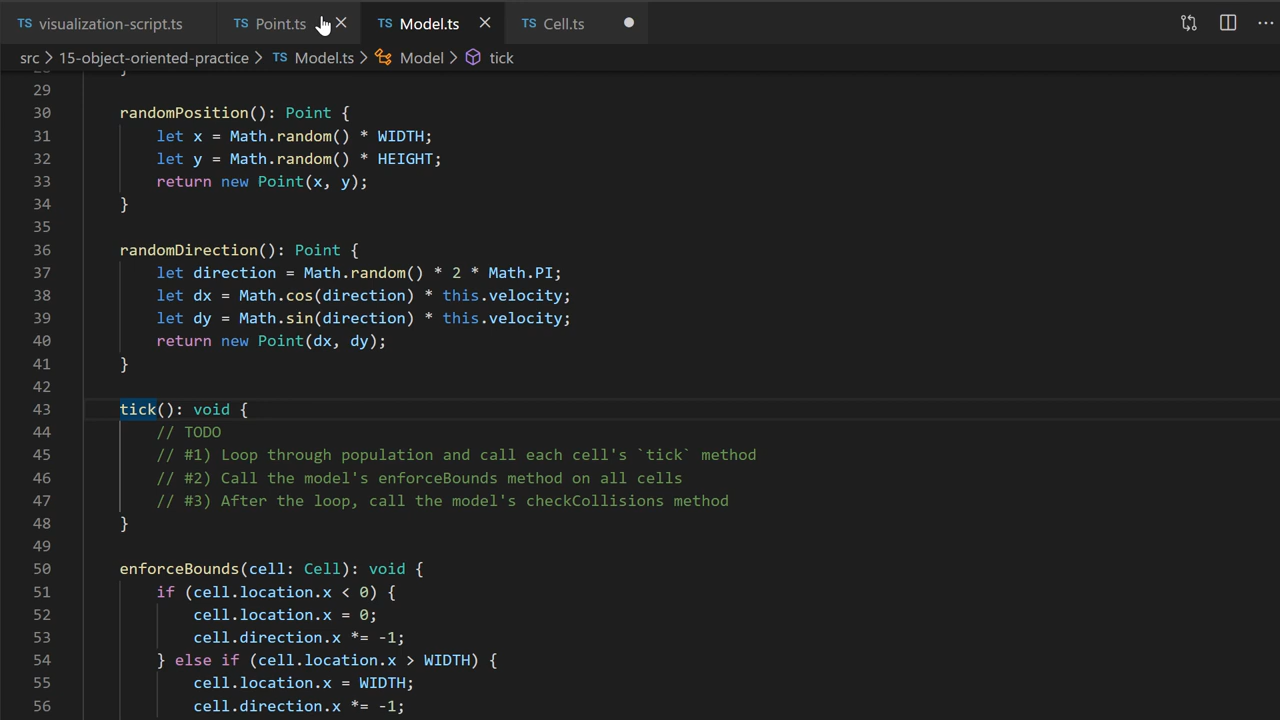 TS visualization-script.ts TS Point.ts TS Model.ts TS Cell.ts
src > 15-object-oriented-practice > TS Model.ts > Model > tick
29
30 randomPosition(): Point {
31 let x = Math.random() * WIDTH;
32 let y = Math.random() * HEIGHT;
33 return new Point(x, y);
34 }
35
36 randomDirection(): Point {
37 let direction = Math.random() * 2 * Math.PI;
38 let dx = Math.cos(direction) * this.velocity;
39 let dy = Math.sin(direction) * this.velocity;
40 return new Point(dx, dy);
41 }
42
43 tick(): void {
44 // TODO
45 // #1) Loop through population and call each cell's `tick` method
46 // #2) Call the model's enforceBounds method on all cells
47 // #3) After the loop, call the model's checkCollisions method
48 }
49
50 enforceBounds(cell: Cell): void {
51 if (cell.location.x < 0) {
52 cell.location.x = 0;
53 cell.direction.x *= -1;
54 } else if (cell.location.x > WIDTH) {
55 cell.location.x = WIDTH;
56 cell.direction.x *= -1;